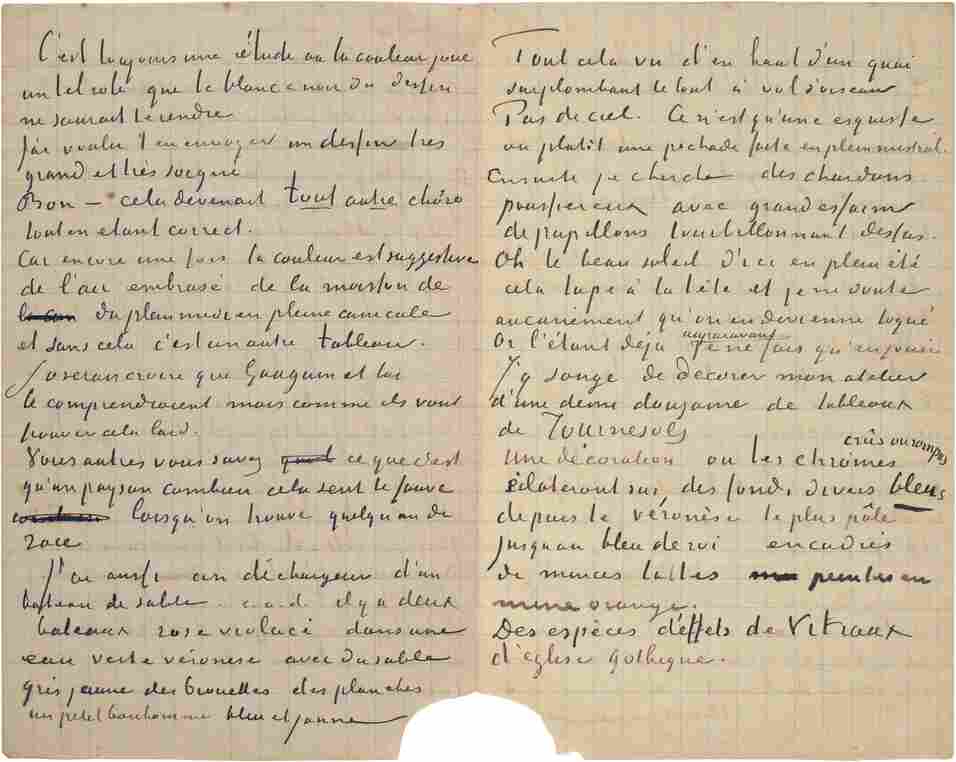 C'est toujours une étude où la couleur joue
un tel role que le blanc & noir du dessin
ne saurait le rendre
J'ai voulu t'en envoyer un dessin très
grand et très soigné
Bon – cela devenait tout autre chose
tout en etant correct.
Car encore une fois la couleur est suggestive
de l'air embrasé de la moisson de
du plein midi en pleine canicule
et sans cela c'est un autre tableau.
J'oserais croire que Gauguin et toi
le comprendraient mais comme ils vont
trouver cela laid.
Vous autres vous savez ce que c'est
qu'un paysan combien cela sent le fauve
lorsqu'on trouve quelqu'un de
race
J'ai aussi un déchargeur d'un
bateau de sable. c.a.d. il y a deux
bateaux rose violacé dans une
eau verte véronèse avec du sable
gris jaune des brouettes des planches
un petit bonhomme bleu et jaune
Tout cela vu d'en haut d'un quai
surplombant le tout à vol d'oiseau
Pas de ciel. Ce n'est qu'une esquisse
ou plutôt une pochade faite en plein mistral.
Ensuite je cherche des chardons
poussiereux avec grand essaim
de papillons tourbillonnant dessus.
Oh le beau soleil d'ici en plein été
cela tape à la tête et je ne doute
aucunement qu'on en devienne toqué
Or l'étant déjà auparavant je ne fais qu'en jouir
J'y songe de décorer mon atelier
d'une demi douzaine de tableaux
de Tournesols
Une décoration où les chromes crûs ou rompus
éclateront sur des fonds divers bleus
depuis le véronèse le plus pâle
jusqu'au bleu de roi encadrés
de minces lattes peintes en
mine orange.
Des espèces d'effets de vitraux
d'eglise gothique.